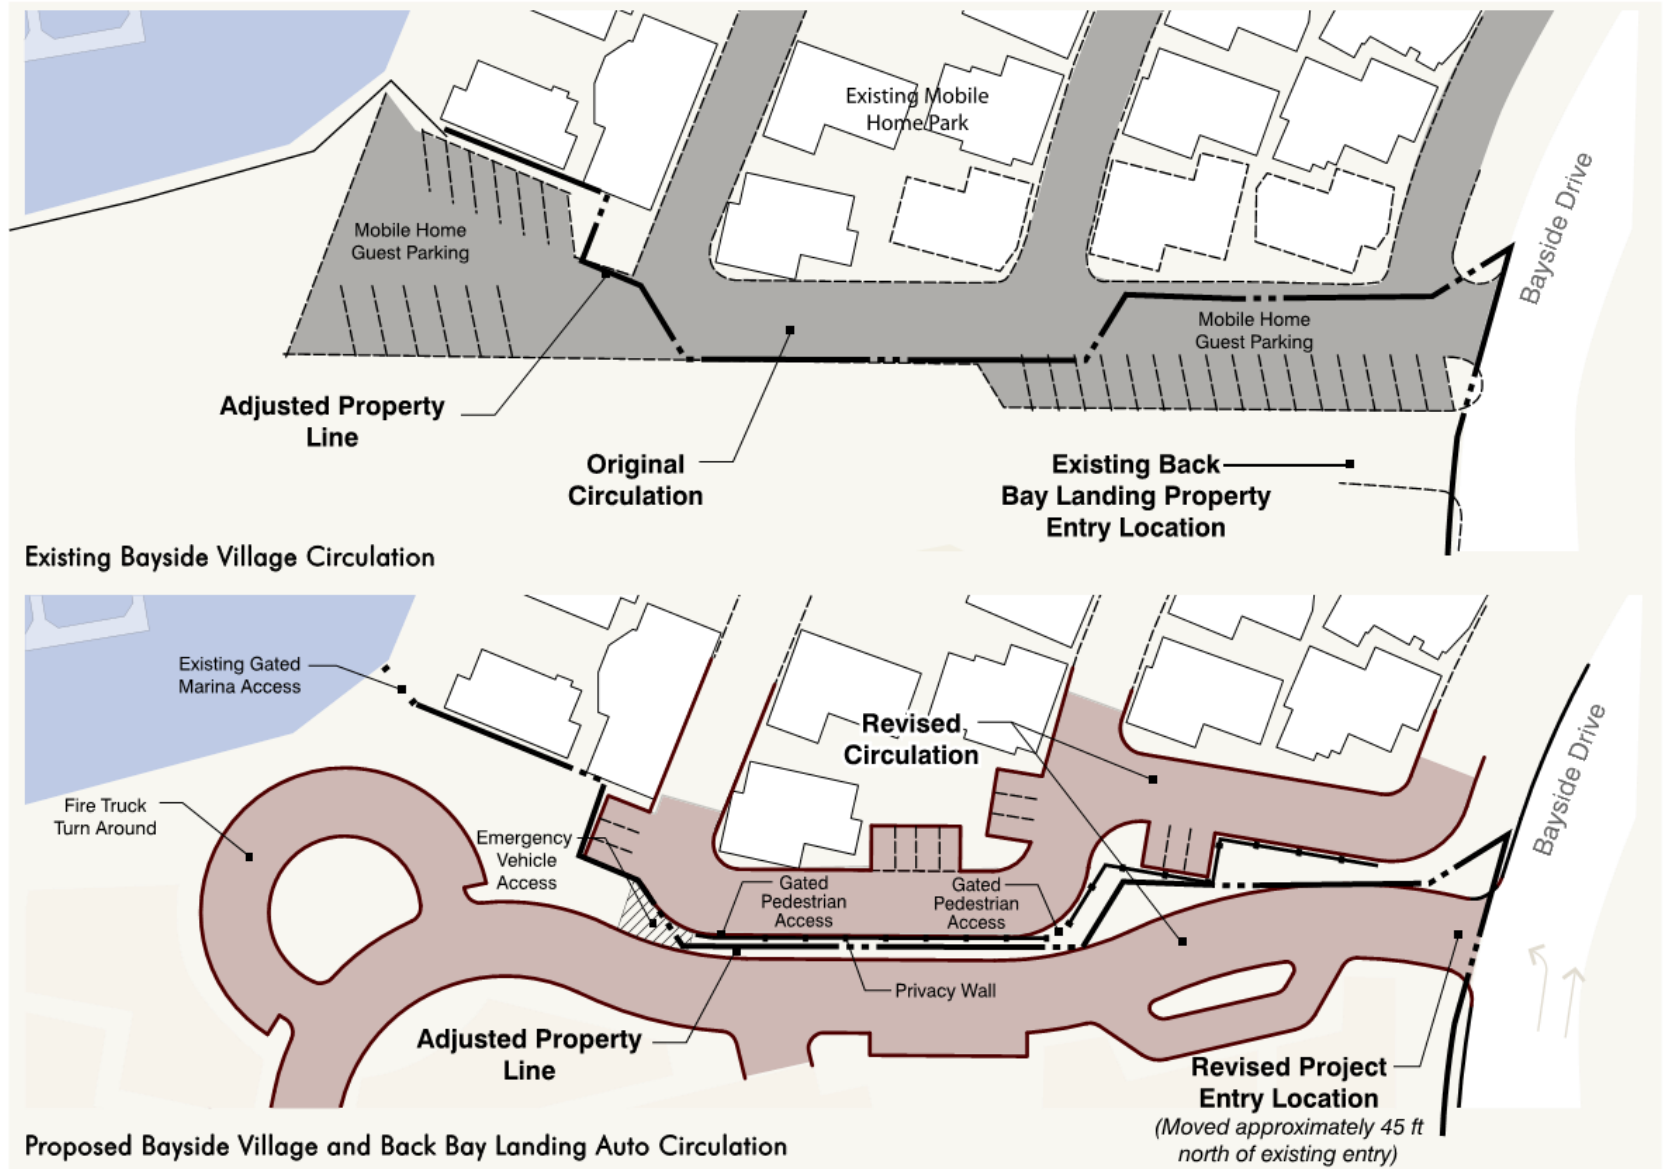 Existing Mobile
Home Park
Bayside Drive
Mobile Home
Guest Parking
Mobile Home
Guest Parking
Adjusted Property
Line
Original
Circulation
Existing Back
Bay Landing Property
Entry Location
Existing Bayside Village Circulation
Existing Gated
Marina Access
Revised
Circulation
Bayside Drive
Fire Truck
Turn Around
Emergency
Vehicle
Access
Gated
Pedestrian
Access
Gated
Pedestrian
Access
Privacy Wall
Adjusted Property
Line
Revised Project
Entry Location
(Moved approximately 45 ft
north of existing entry)
Proposed Bayside Village and Back Bay Landing Auto Circulation